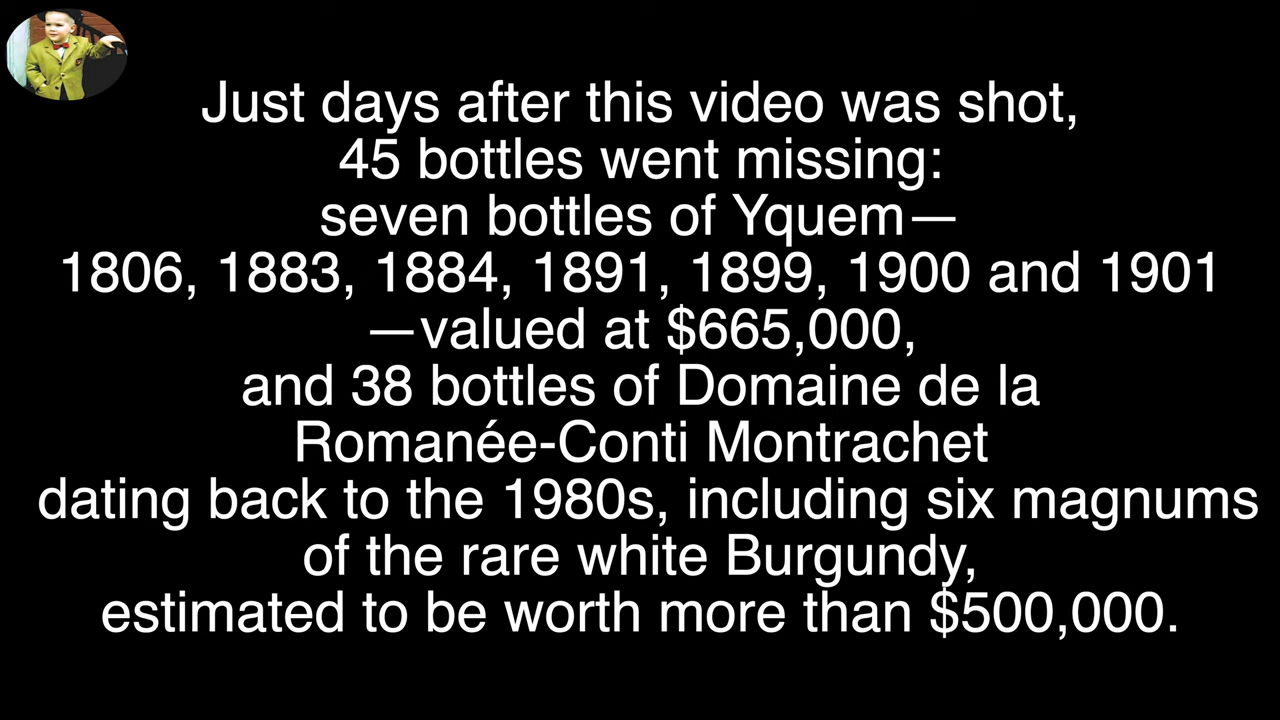 Just days after this video was shot,
45 bottles went missing:
seven bottles of Yquem—
1806, 1883, 1884, 1891, 1899, 1900 and 1901
—valued at $665,000,
and 38 bottles of Domaine de la
Romanée-Conti Montrachet
dating back to the 1980s, including six magnums
of the rare white Burgundy,
estimated to be worth more than $500,000.